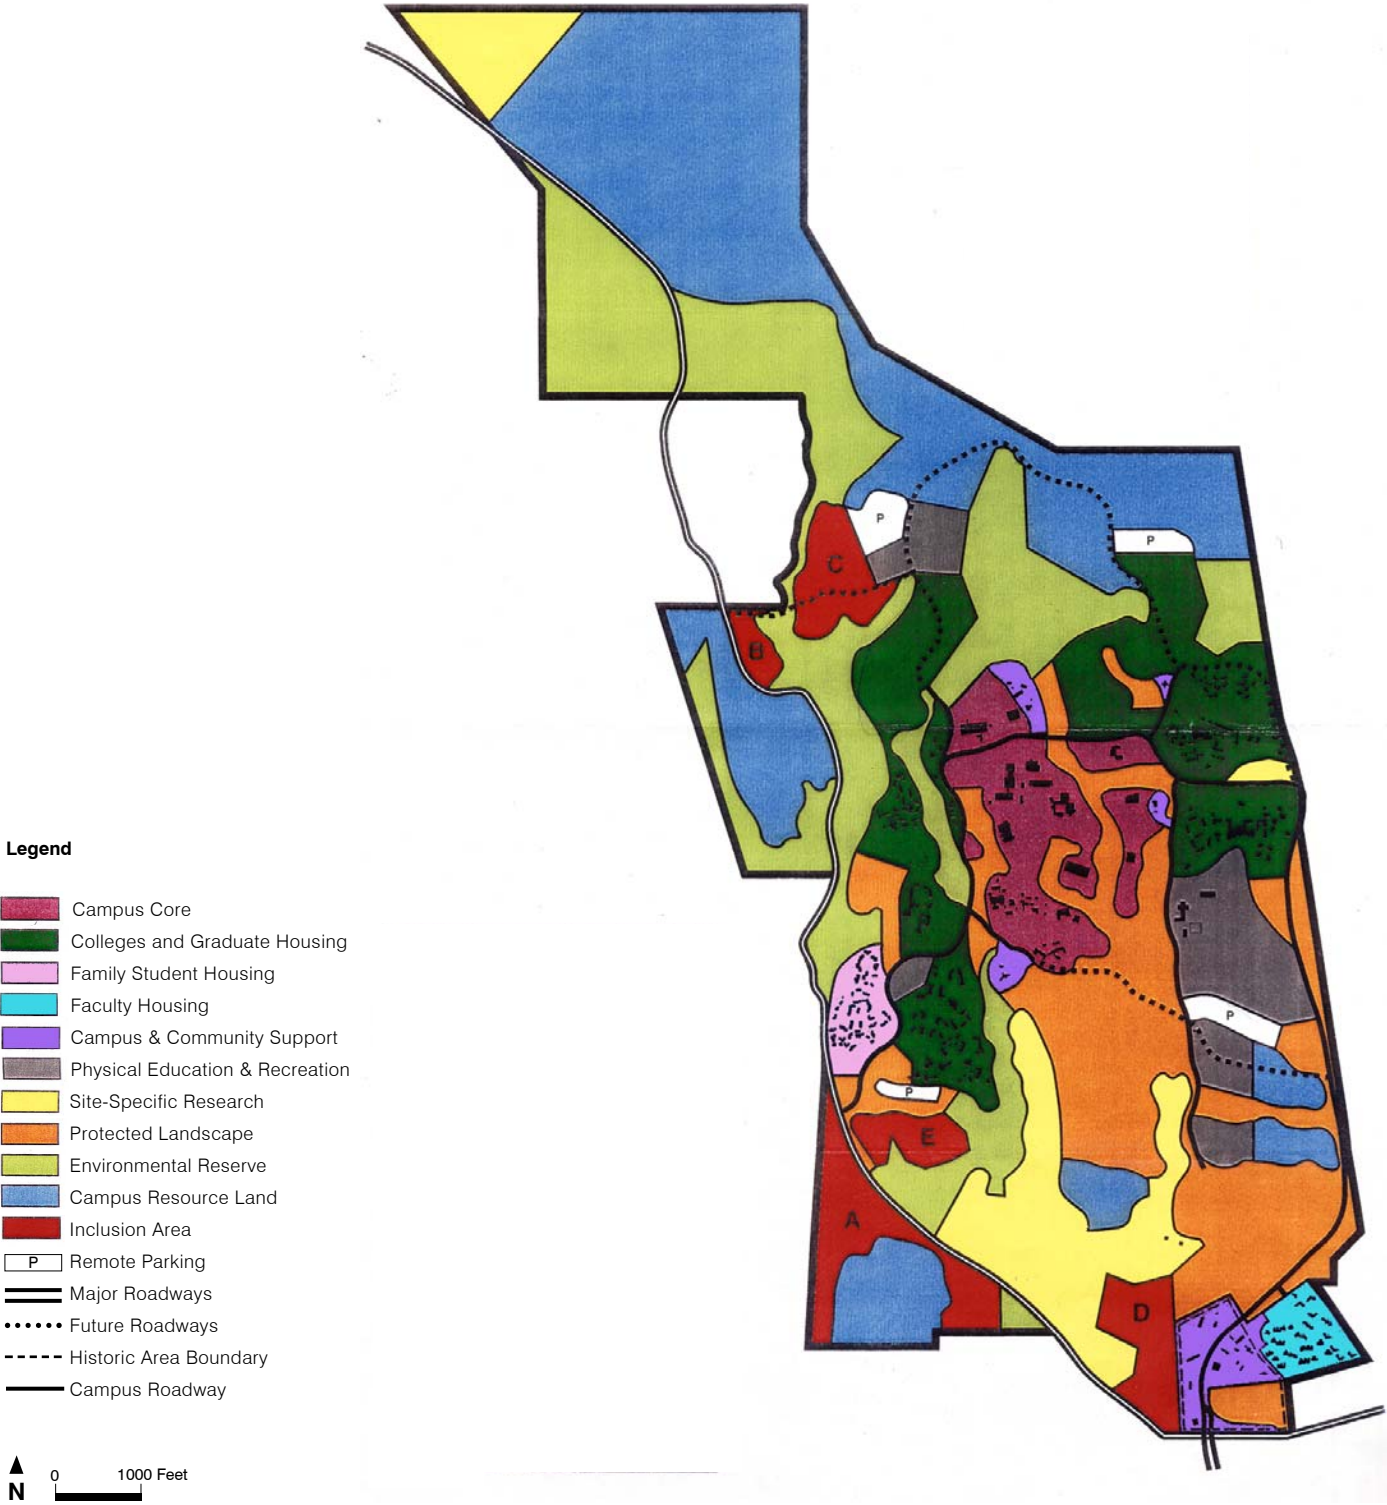 P
P
C
B
Legend
Campus Core
Colleges and Graduate Housing
Family Student Housing
Faculty Housing
Campus & Community Support
Physical Education & Recreation
Site-Specific Research
Protected Landscape
Environmental Reserve
Campus Resource Land
Inclusion Area
P Remote Parking
Major Roadways
Future Roadways
Historic Area Boundary
Campus Roadway
P
P
E
A
D
N
0 1000 Feet